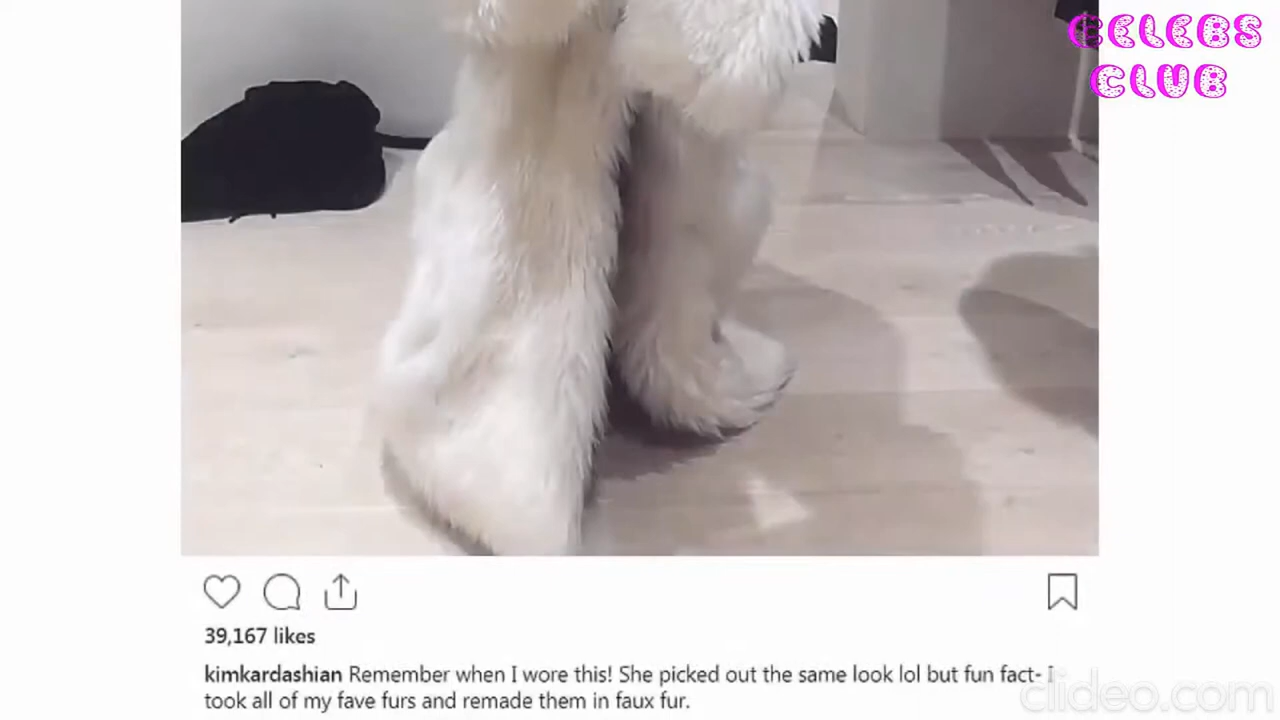 CELEBS
CLUB
39,167 likes
kimkardashian Remember when I wore this! She picked out the same look lol but fun fact- I
took all of my fave furs and remade them in faux fur.
clideo.com